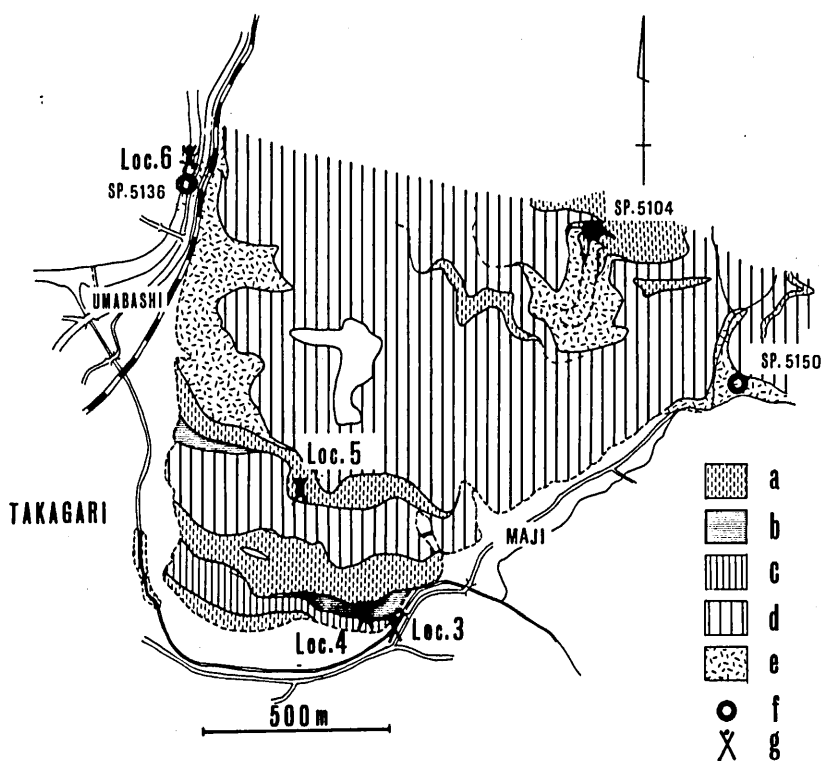 Loc.6
SP.5136
SP.5104
UMABASHI
SP.5150
Loc.5
TAKAGARI
MAJI
Loc.4
Loc.3
500m
a
b
c
d
e
f
g